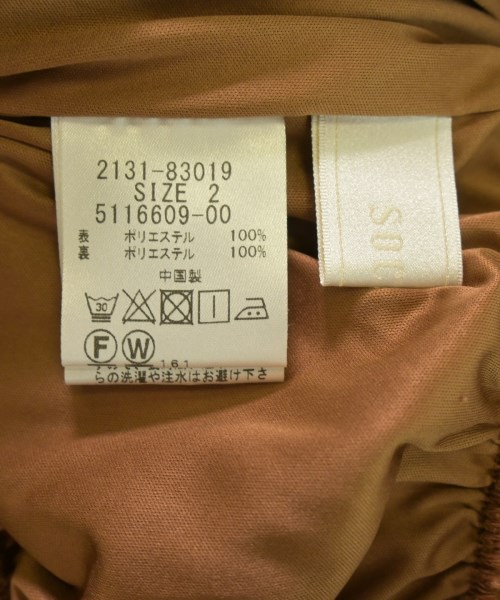 2131-83019
SIZE 2
5116609-00
表 ポリエステル 100%
裏 ポリエステル 100%
中国製
30
F W
161
らの洗濯や注水はお避け下さ
SO